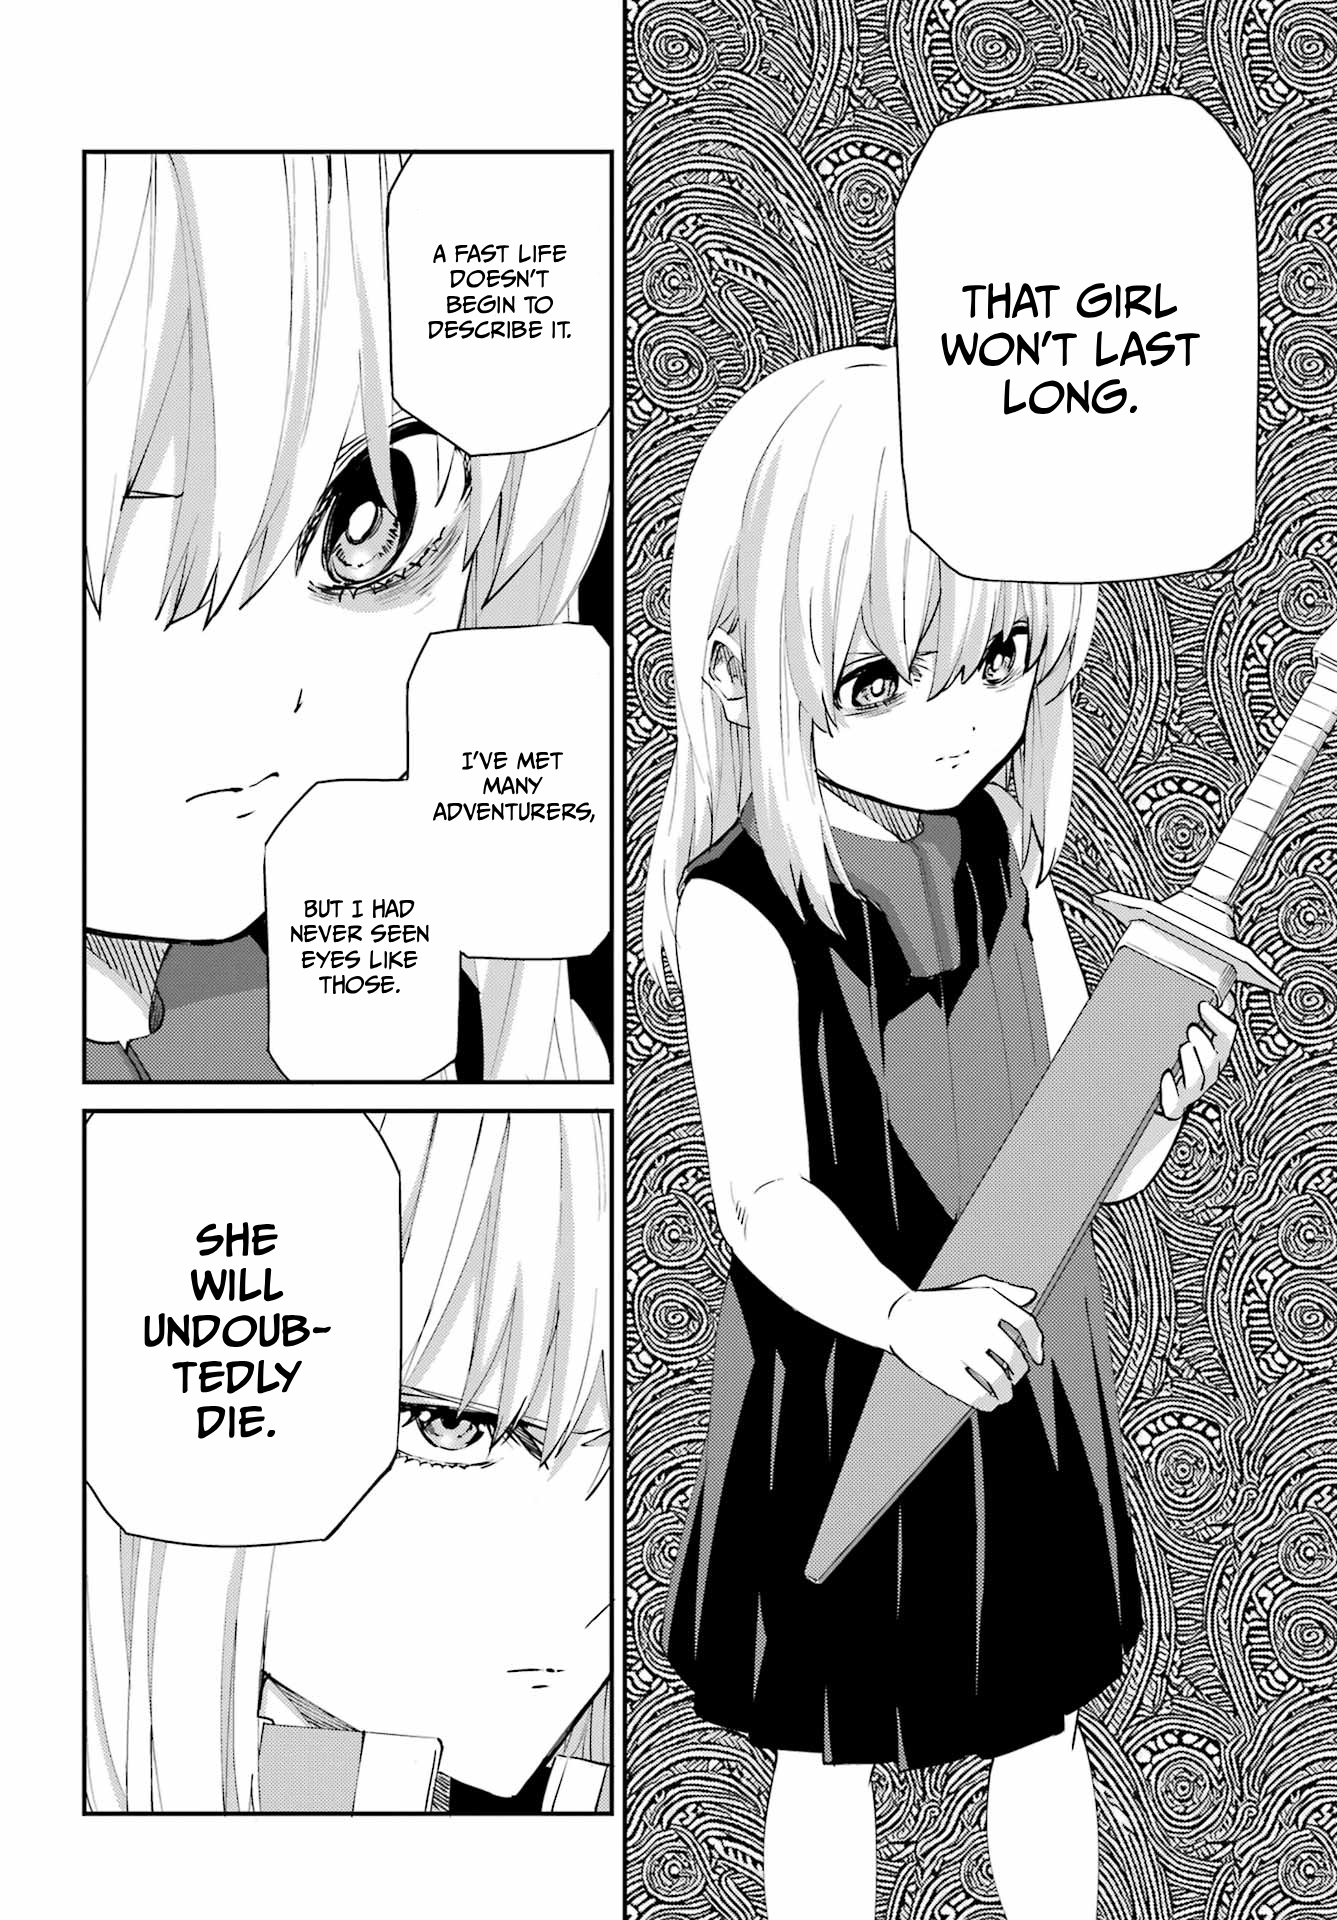 THAT GIRL
WON'T LAST
LONG.
A FAST LIFE
DOESN'T
BEGIN TO
DESCRIBE IT.
I'VE MET
MANY
ADVENTURERS,
BUT I HAD
NEVER SEEN
EYES LIKE
THOSE.
SHE
WILL
UNDOUB-
TEDLY
DIE.